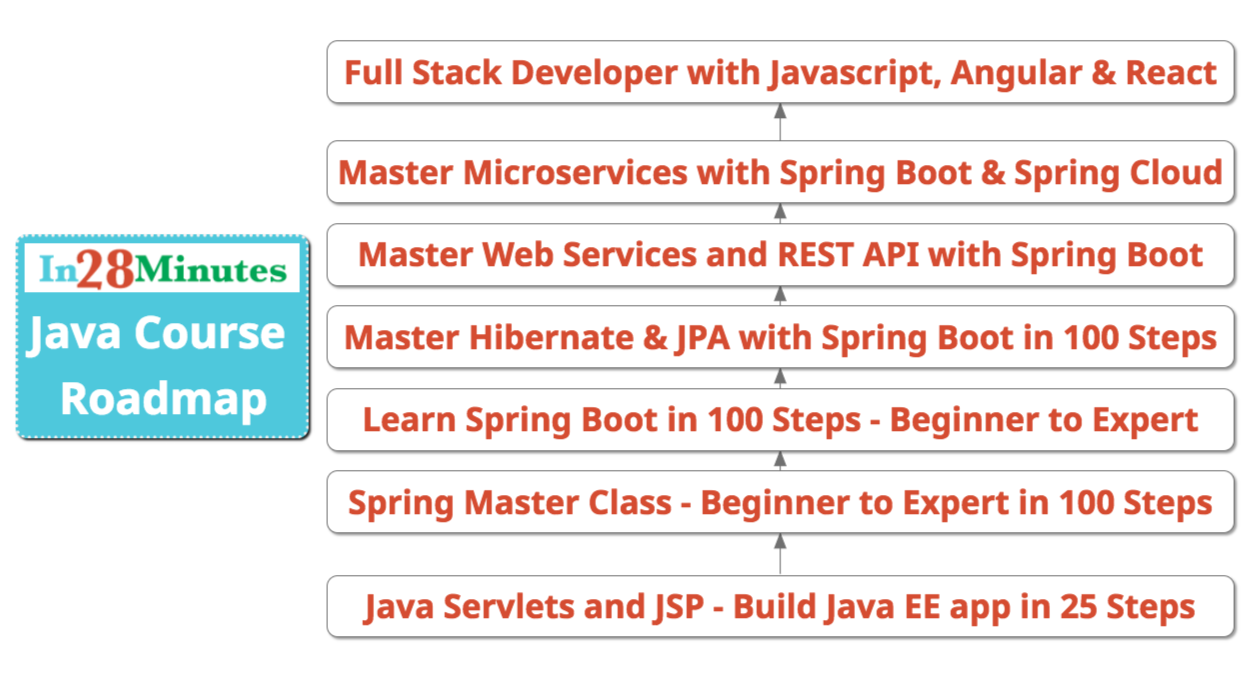 Full Stack Developer with Javascript, Angular & React
Master Microservices with Spring Boot & Spring Cloud
Master Web Services and REST API with Spring Boot
In28Minutes
Java Course
Roadmap
Master Hibernate & JPA with Spring Boot in 100 Steps
Learn Spring Boot in 100 Steps - Beginner to Expert
Spring Master Class - Beginner to Expert in 100 Steps
Java Servlets and JSP - Build Java EE app in 25 Steps